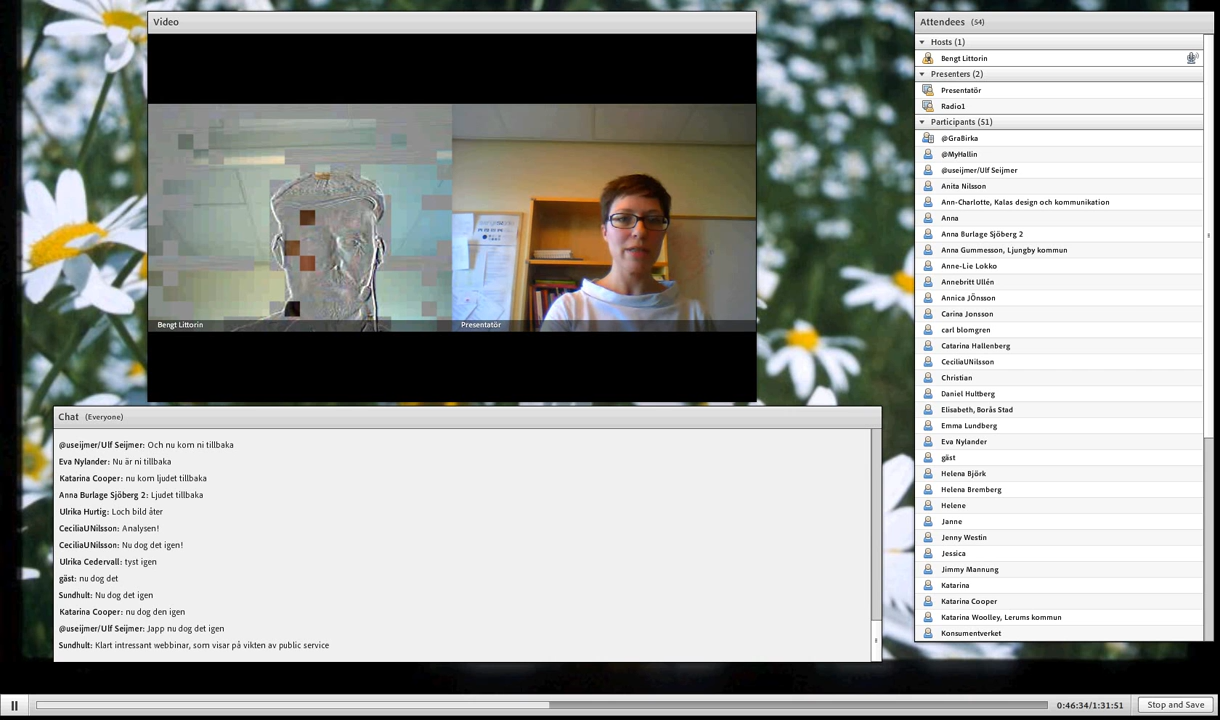 Video
Bengt Littorin
Presentatör
Chat (Everyone)
@useijmer/Ulf Seijmer: Och nu kom ni tillbaka
Eva Nylander: Nu är ni tillbaka
Katarina Cooper: nu kom ljudet tillbaka
Anna Burlage Sjöberg 2: Ljudet tillbaka
Ulrika Hurtig: Loch bild åter
CeciliaUNilsson: Analysen!
CeciliaUNilsson: Nu dog det igen!
Ulrika Cedervall: tyst igen
gäst: nu dog det
Sundhult: Nu dog det igen
Katarina Cooper: nu dog den igen
@useijmer/Ulf Seijmer: Japp nu dog det igen
Sundhult: Klart intressant webbinar, som visar på vikten av public service
Attendees (54)
Hosts (1)
Bengt Littorin
Presenters (2)
Presentatör
Radio1
Participants (51)
@GraBirka
@MyHallin
@useijmer/Ulf Seijmer
Anita Nilsson
Ann-Charlotte, Kalas design och kommunikation
Anna
Anna Burlage Sjöberg 2
Anna Gummesson, Ljungby kommun
Anne-Lie Lokko
Annebritt Ullén
Annica JÖnsson
Carina Jonsson
carl blomgren
Catarina Hallenberg
CeciliaUNilsson
Christian
Daniel Hultberg
Elisabeth, Borås Stad
Emma Lundberg
Eva Nylander
gäst
Helena Björk
Helena Bremberg
Helene
Janne
Jenny Westin
Jessica
Jimmy Mannung
Katarina
Katarina Cooper
Katarina Woolley, Lerums kommun
Konsumentverket
0:46:34/1:31:51
Stop and Save